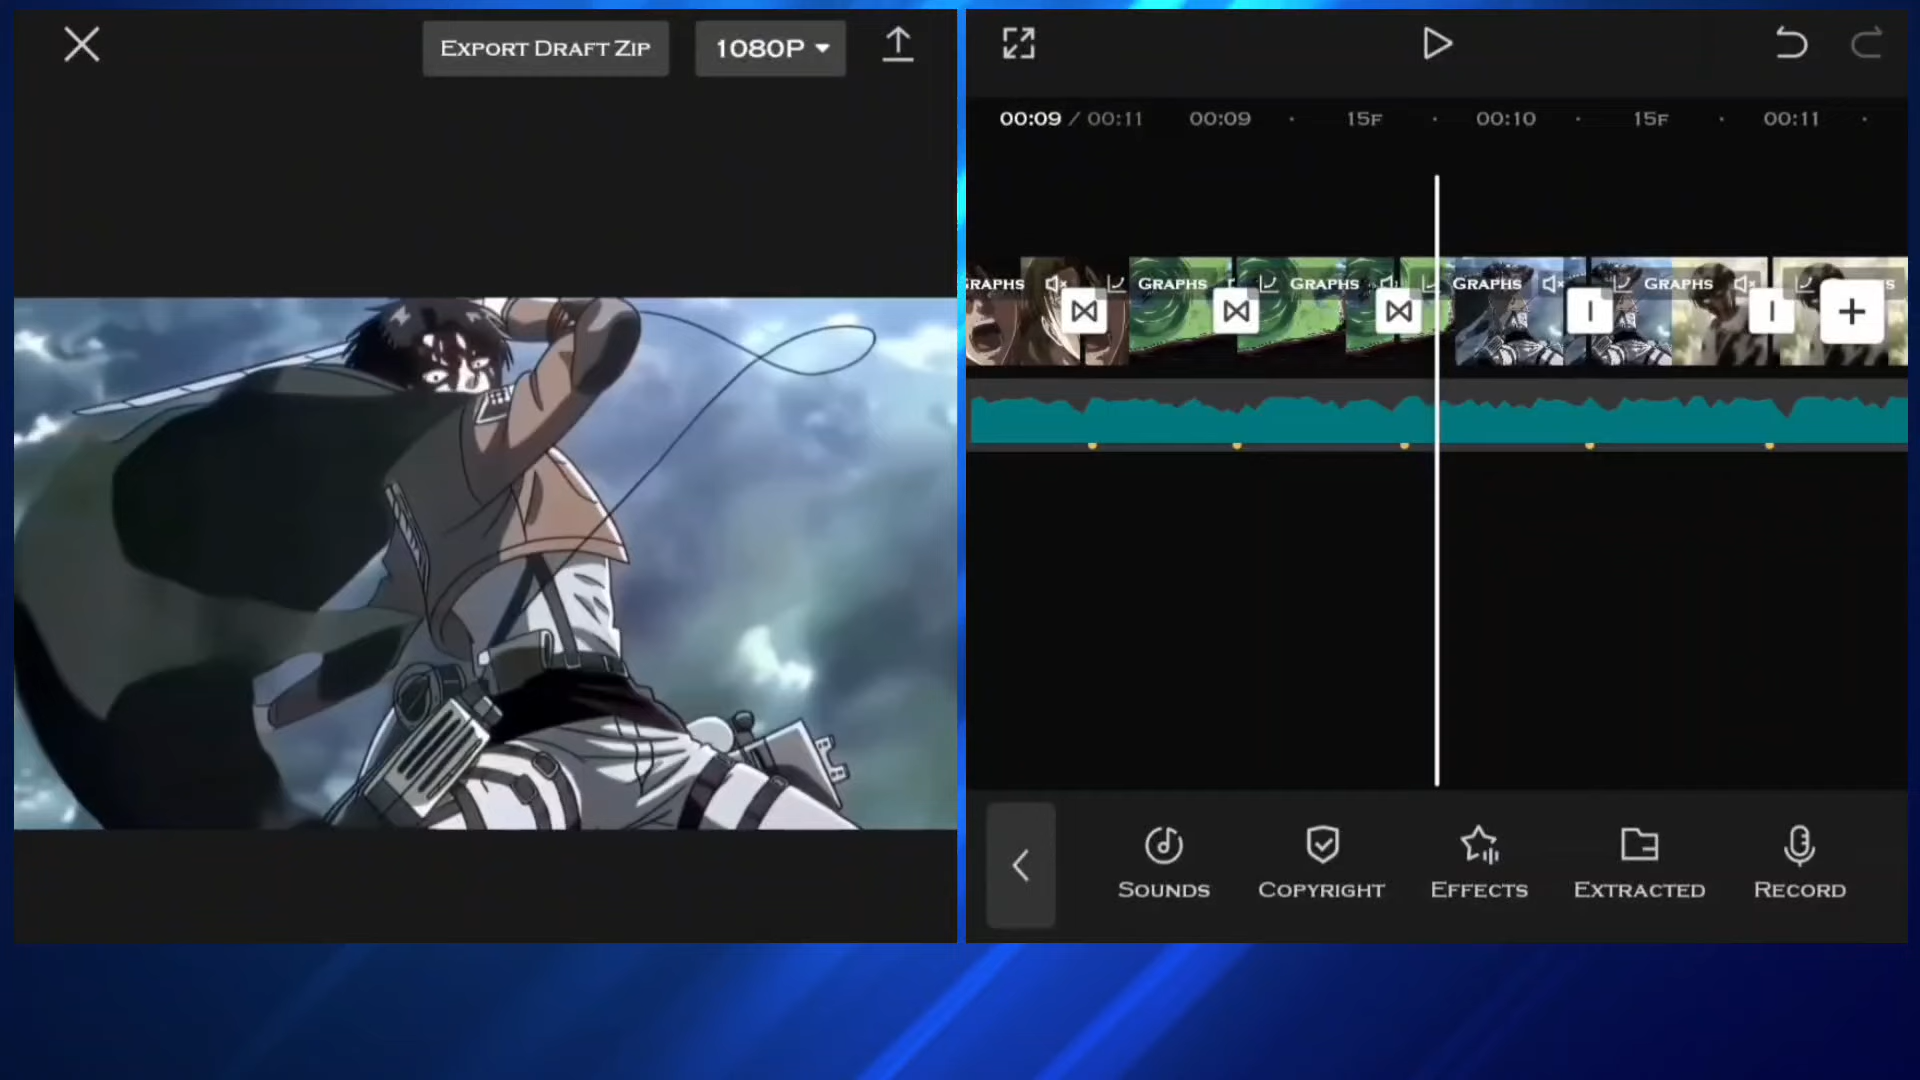 EXPORT DRAFT ZIP
1080P
00:09 / 00:11 00:09 15F 00:10 15F 00:11
GRAPHS GRAPHS GRAPHS GRAPHS GRAPHS
SOUNDS COPYRIGHT EFFECTS EXTRACTED RECORD